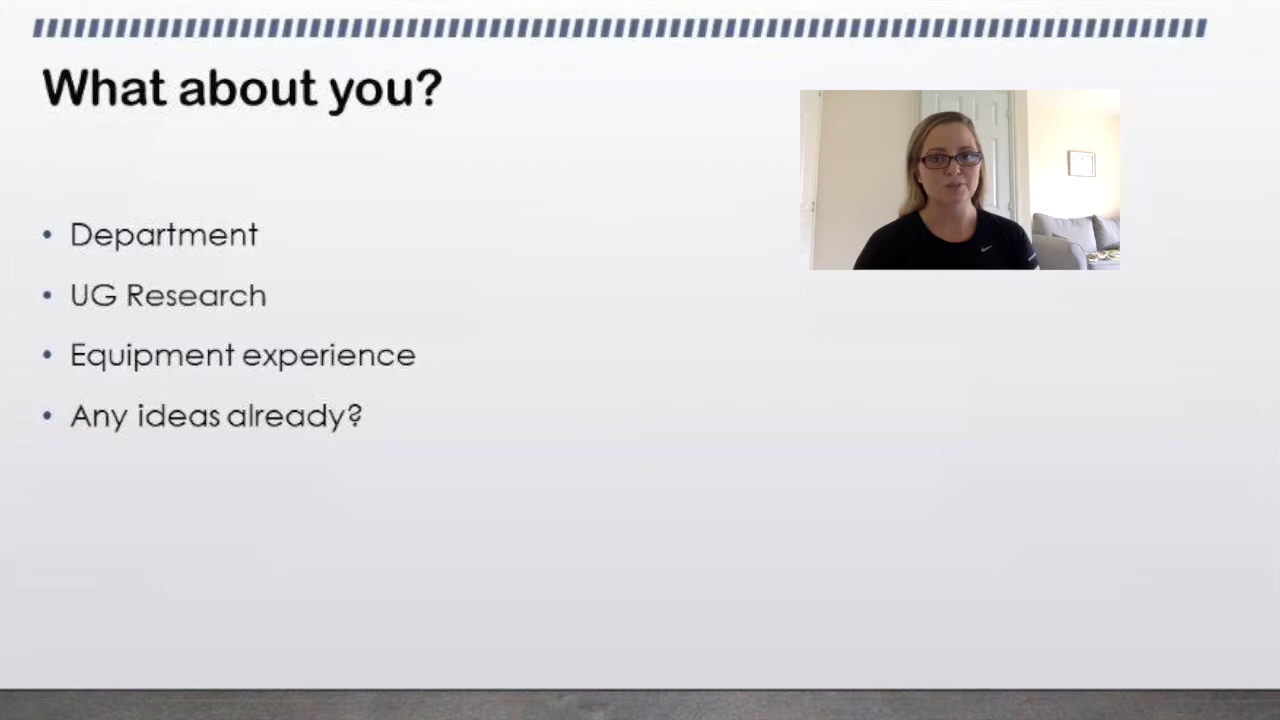 What about you?
• Department
• UG Research
• Equipment experience
• Any ideas already?